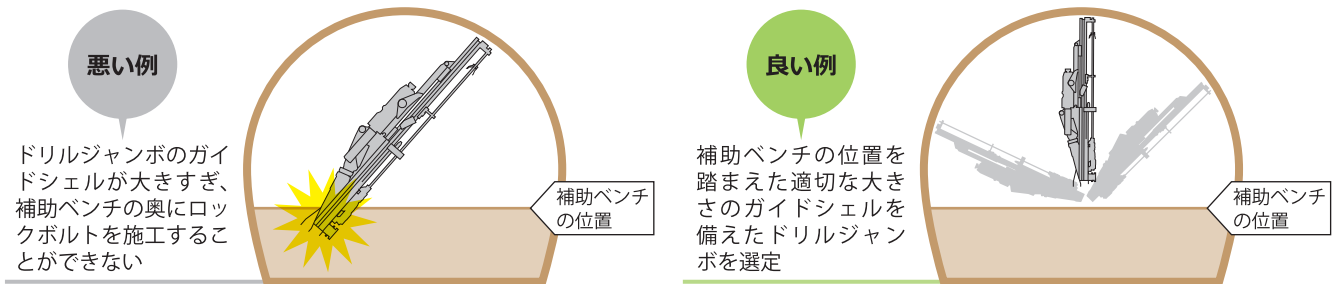 悪い例
ドリルジャンボのガイ
ドシェルが大きすぎ、
補助ベンチの奥にロッ
クボルトを施工するこ
とができない
補助ベンチ
の位置
良い例
補助ベンチの位置を
踏まえた適切な大き
さのガイドシェルを
備えたドリルジャン
ボを選定
補助ベンチ
の位置